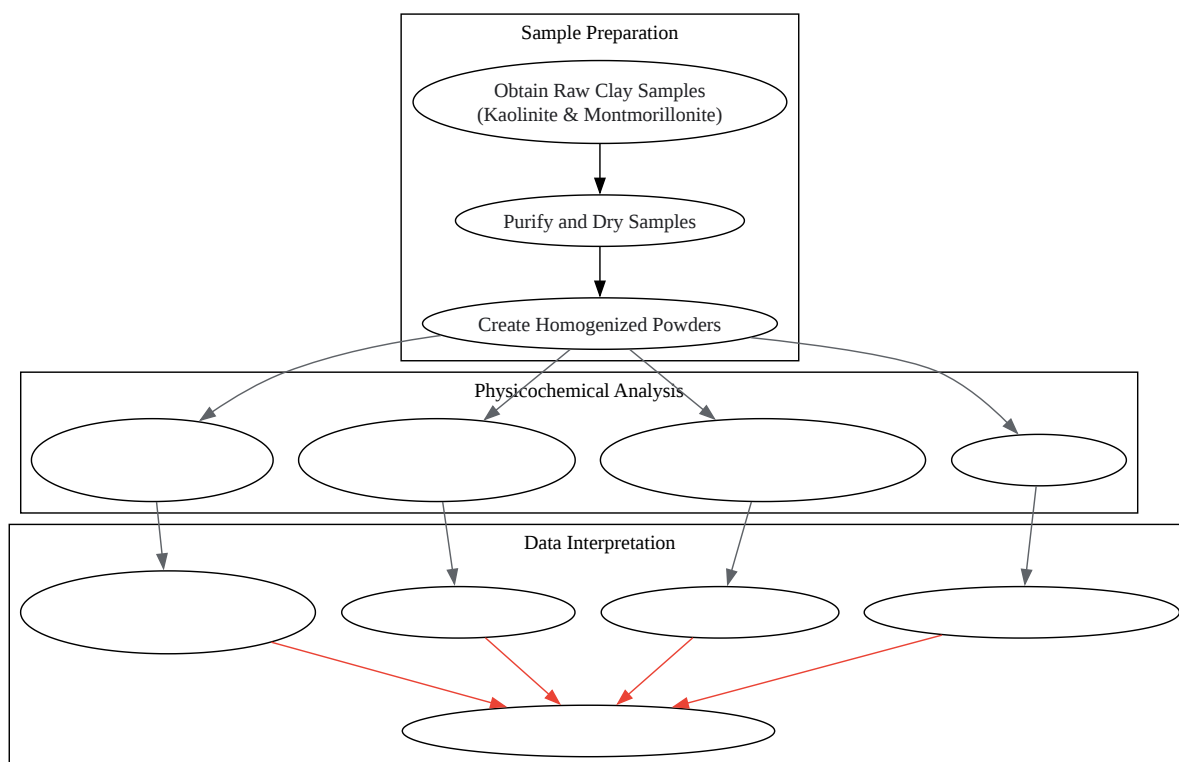 Sample Preparation
Obtain Raw Clay Samples
(Kaolinite & Montmorillonite)
Purify and Dry Samples
Create Homogenized Powders
Physicochemical Analysis
Data Interpretation